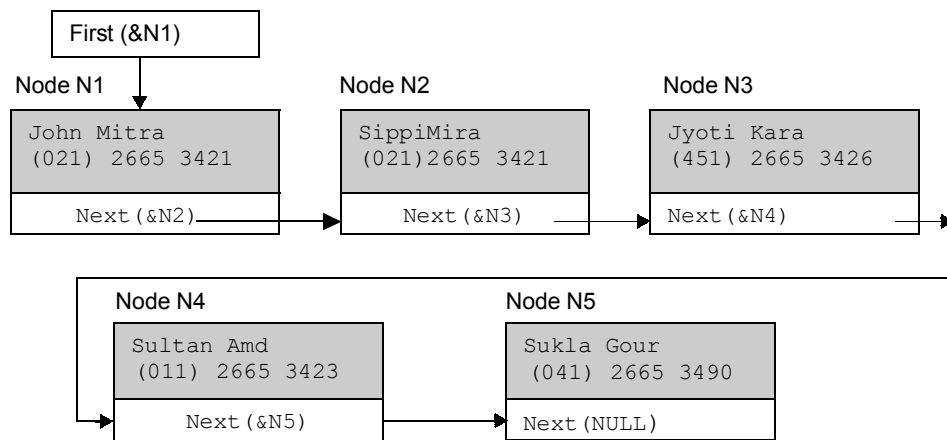 First (&N1)
Node N1
Node N2
Node N3
John Mitra
(021) 2665 3421
Next(&N2)
SippiMira
(021)2665 3421
Next(&N3)
Jyoti Kara
(451) 2665 3426
Next(&N4)
Node N4
Node N5
Sultan Amd
(011) 2665 3423
Next(&N5)
Sukla Gour
(041) 2665 3490
Next(NULL)